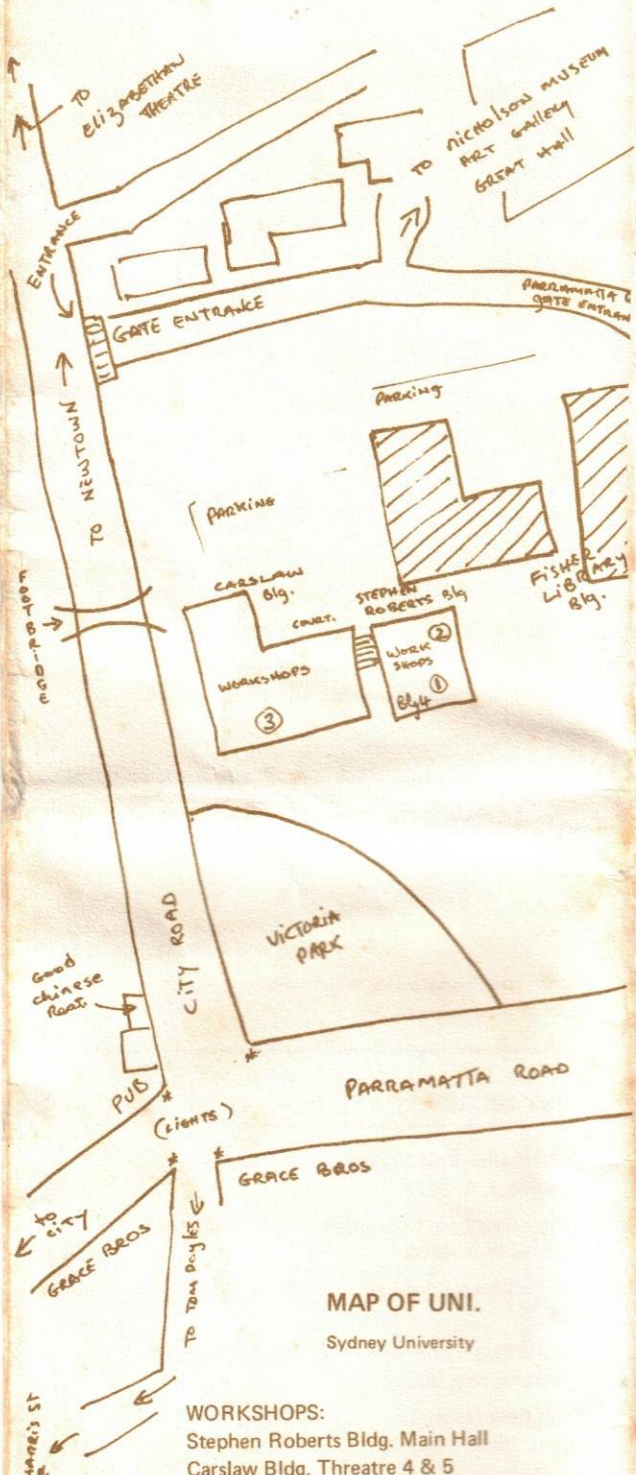 TO
ELIZABETHAN
THEATRE
TO NICHOLSON MUSEUM
ART GALLERY
GREAT HALL
ENTRANCE
GATE ENTRANCE
PARRAMATTA
GATE ENTRAN
TO NEWTOWN
PARKING
PARKING
FOOTBRIDGE
CARSLAW
Blg.
COURT.
STEPHEN
ROBERTS Blg
FISHER
LIBRARY
Blg.
WORKSHOPS
3
WORK
SHOPS
2
1
CITY ROAD
VICTORIA
PARK
Good
chinese
Rest.
PUB
(LIGHTS)
PARRAMATTA ROAD
GRACE BROS
to
CITY
GRACE BROS
TO TOM DOYLES
HARRIS ST
MAP OF UNI.
Sydney University
WORKSHOPS:
Stephen Roberts Bldg. Main Hall
Carslaw Bldg. Threatre 4 & 5